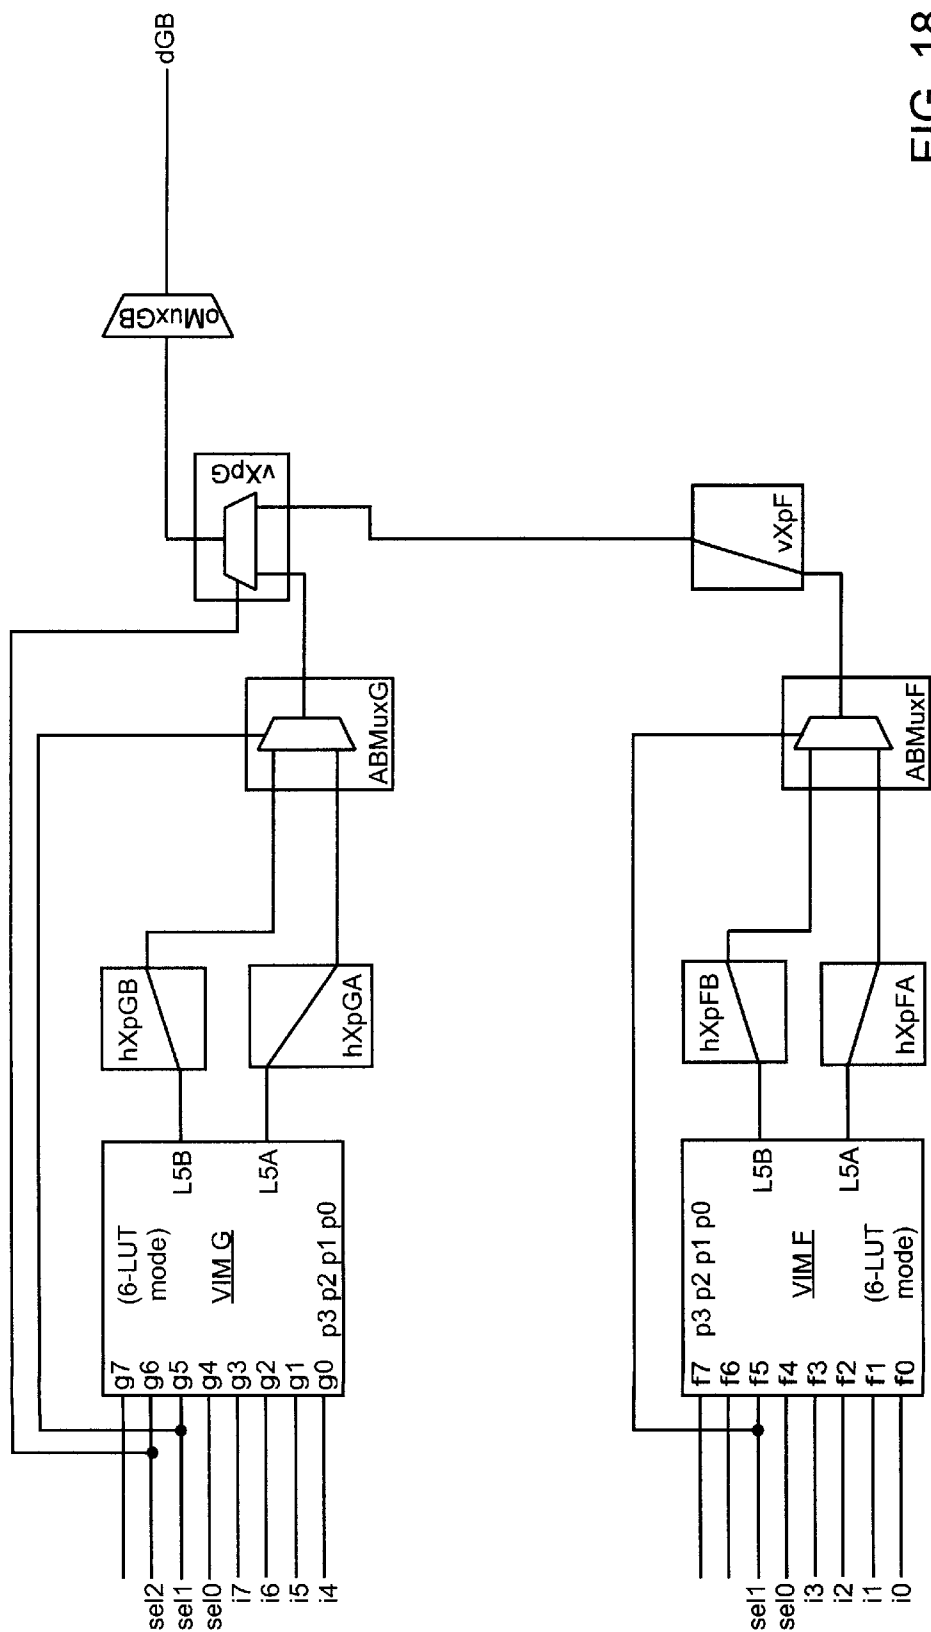 dGB
oMuxGB
vXpG
vXpF
ABMuxG
ABMuxF
hXpGB
hXpGA
hXpFB
hXpFA
L5B
L5A
(6-LUT
mode)
VIM G
p3 p2 p1 p0
g7
g6
g5
g4
g3
g2
g1
g0
sel2
sel1
sel0
i7
i6
i5
i4
L5B
L5A
p3 p2 p1 p0
VIM F
(6-LUT
mode)
f7
f6
f5
f4
f3
f2
f1
f0
sel1
sel0
i3
i2
i1
i0
FIG. 18